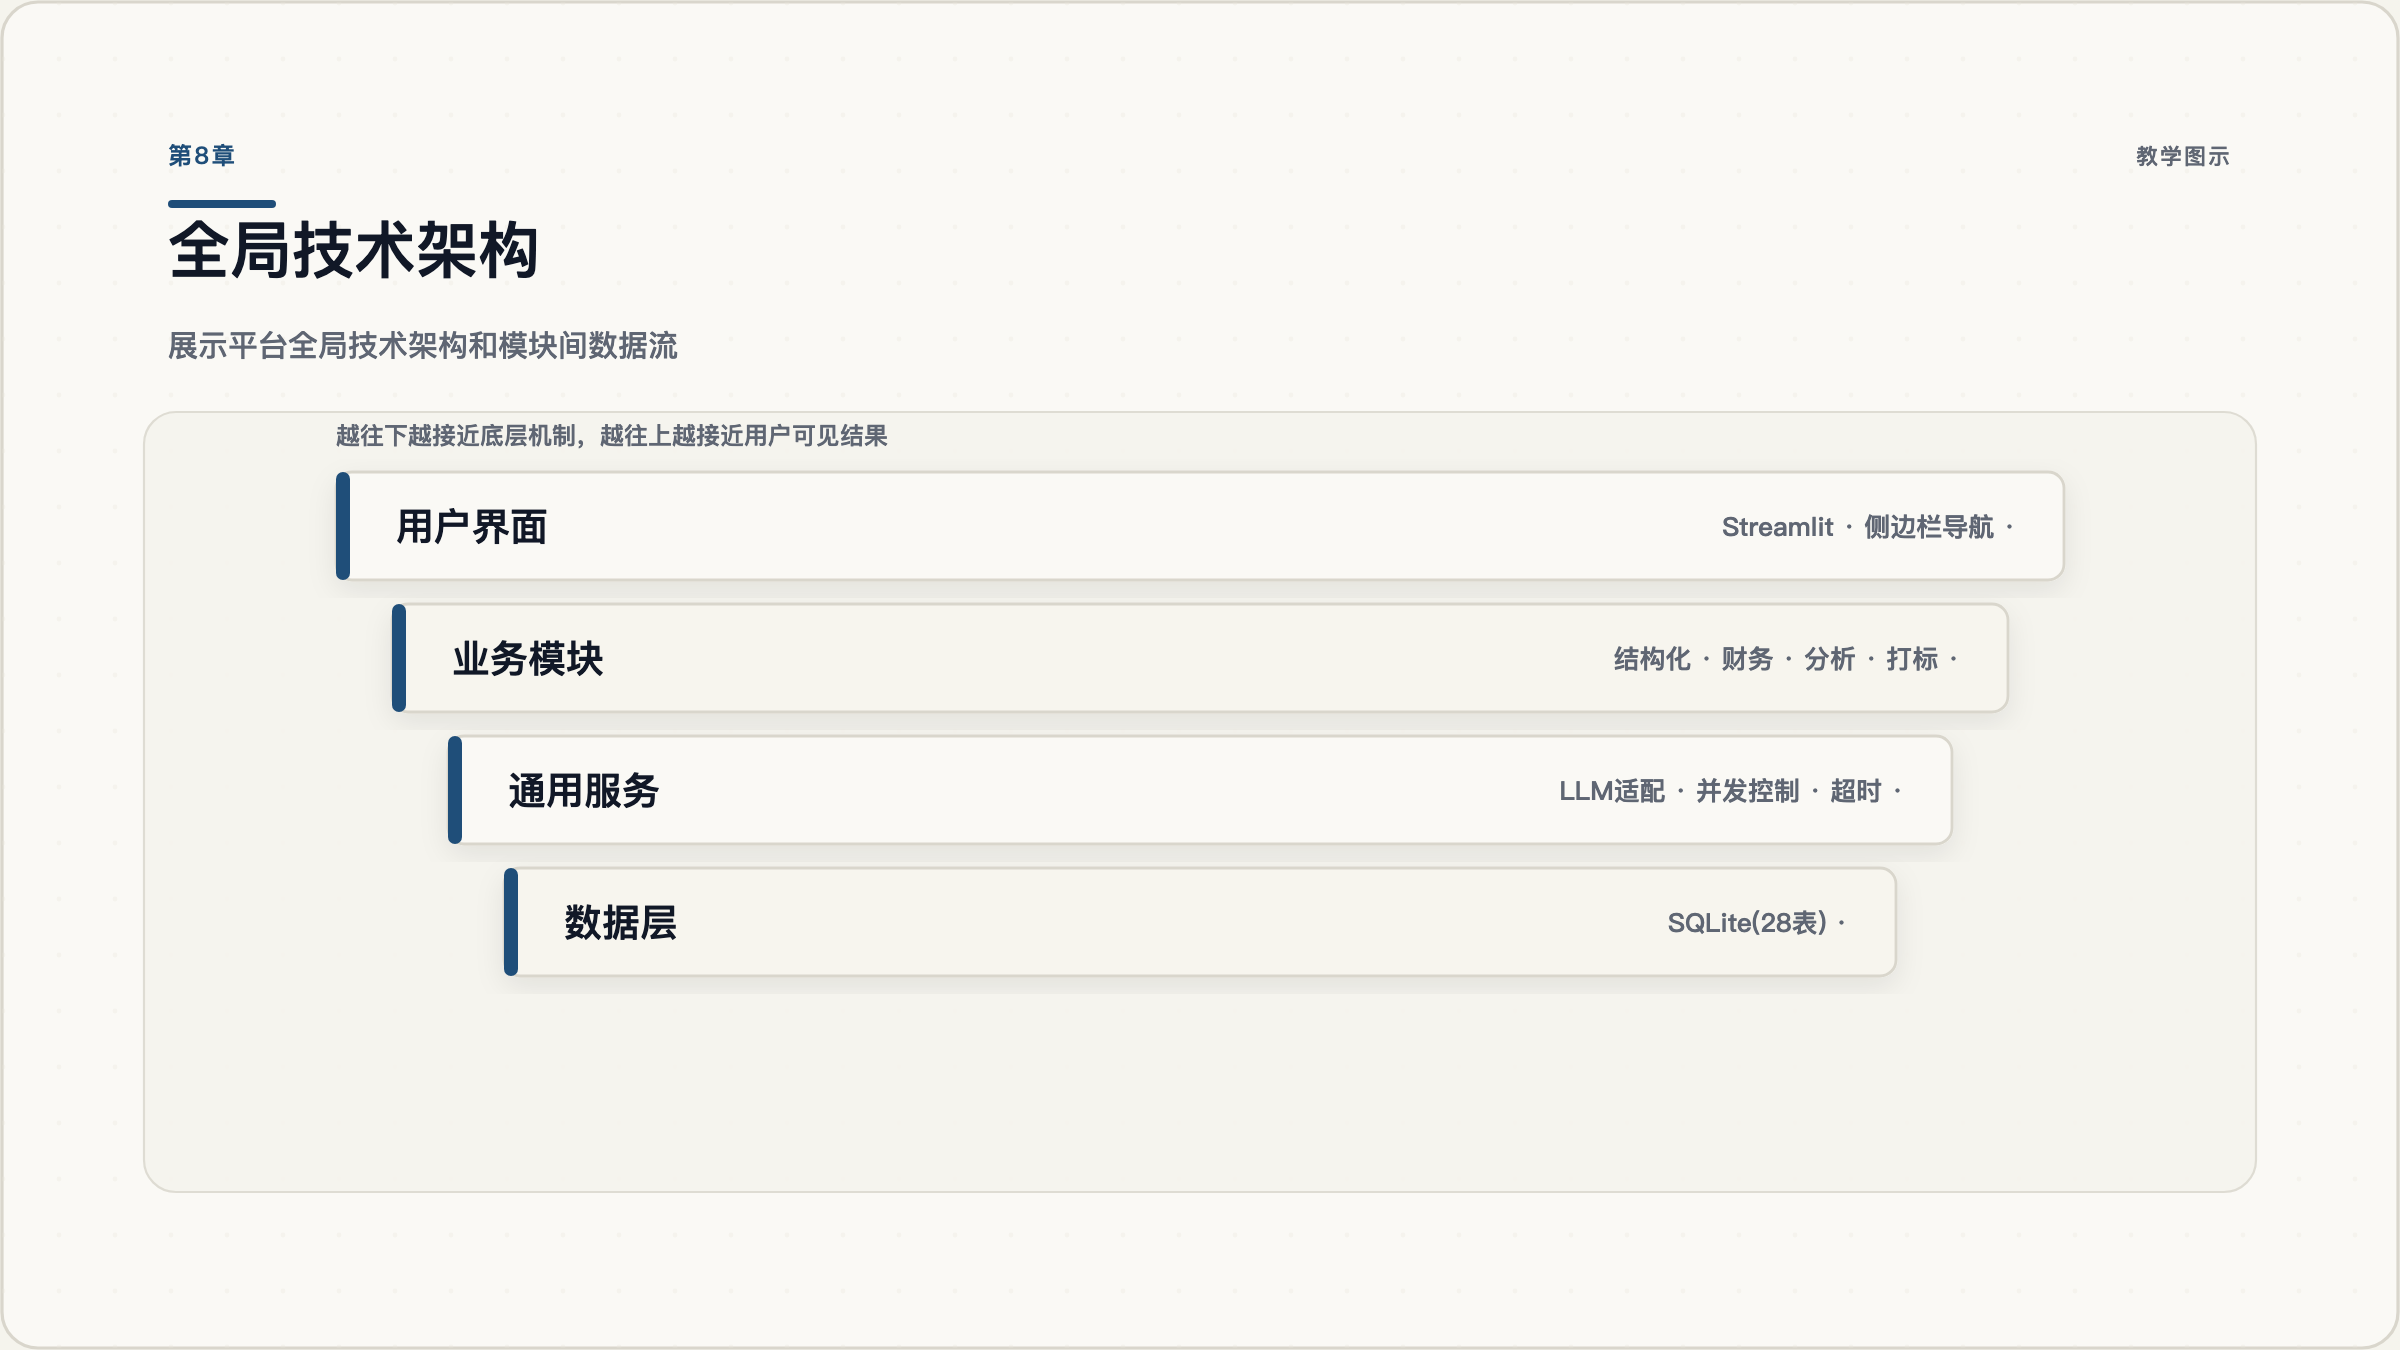 第8章
教学图示
全局技术架构
展示平台全局技术架构和模块间数据流
越往下越接近底层机制，越往上越接近用户可见结果
用户界面
Streamlit · 侧边栏导航 ·
业务模块
结构化 · 财务 · 分析 · 打标 ·
通用服务
LLM适配 · 并发控制 · 超时 ·
数据层
SQLite(28表) ·